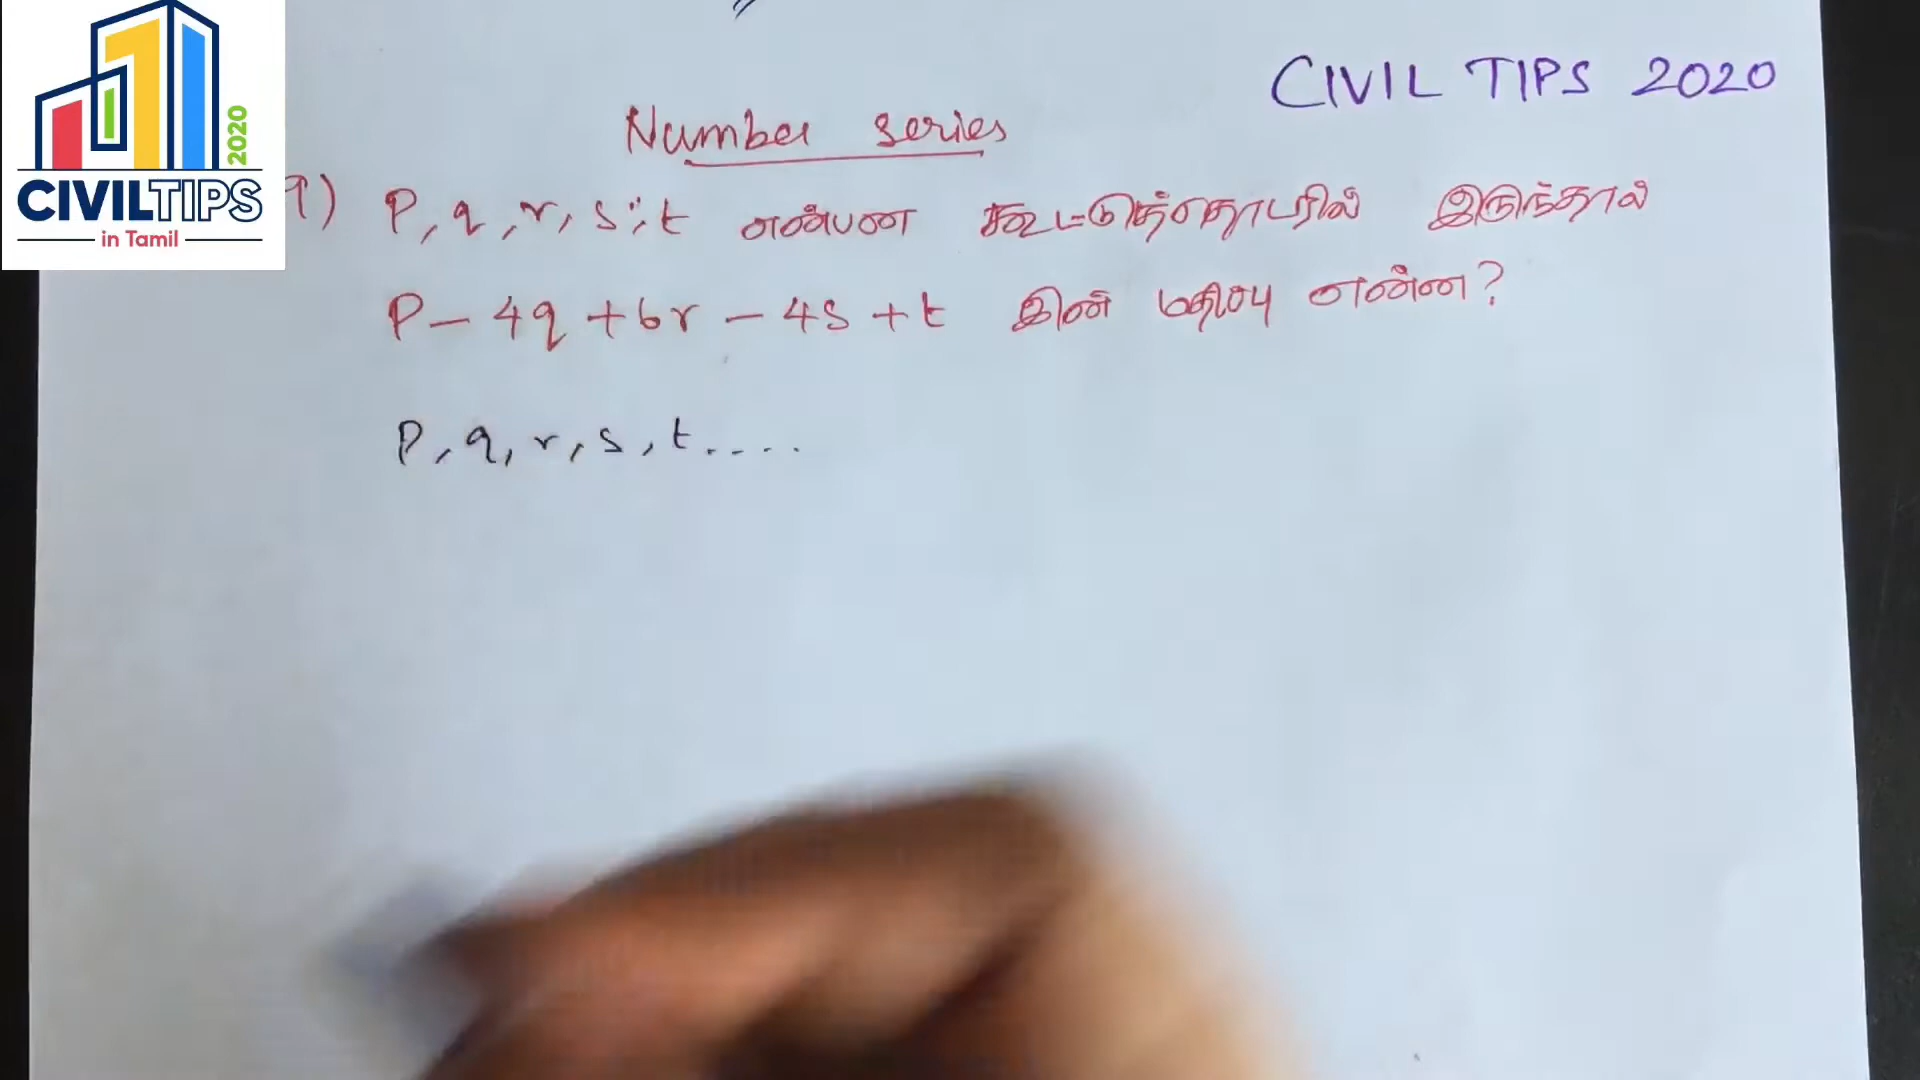 CIVIL TIPS 2020
Number series
9) P, q, r, s, t என்பன கூட்டுத்தொடரில் இருந்தால்
P - 4q + 6r - 4s + t இன் மதிப்பு என்ன?
P, q, r, s, t ....
2020
CIVILTIPS
in Tamil